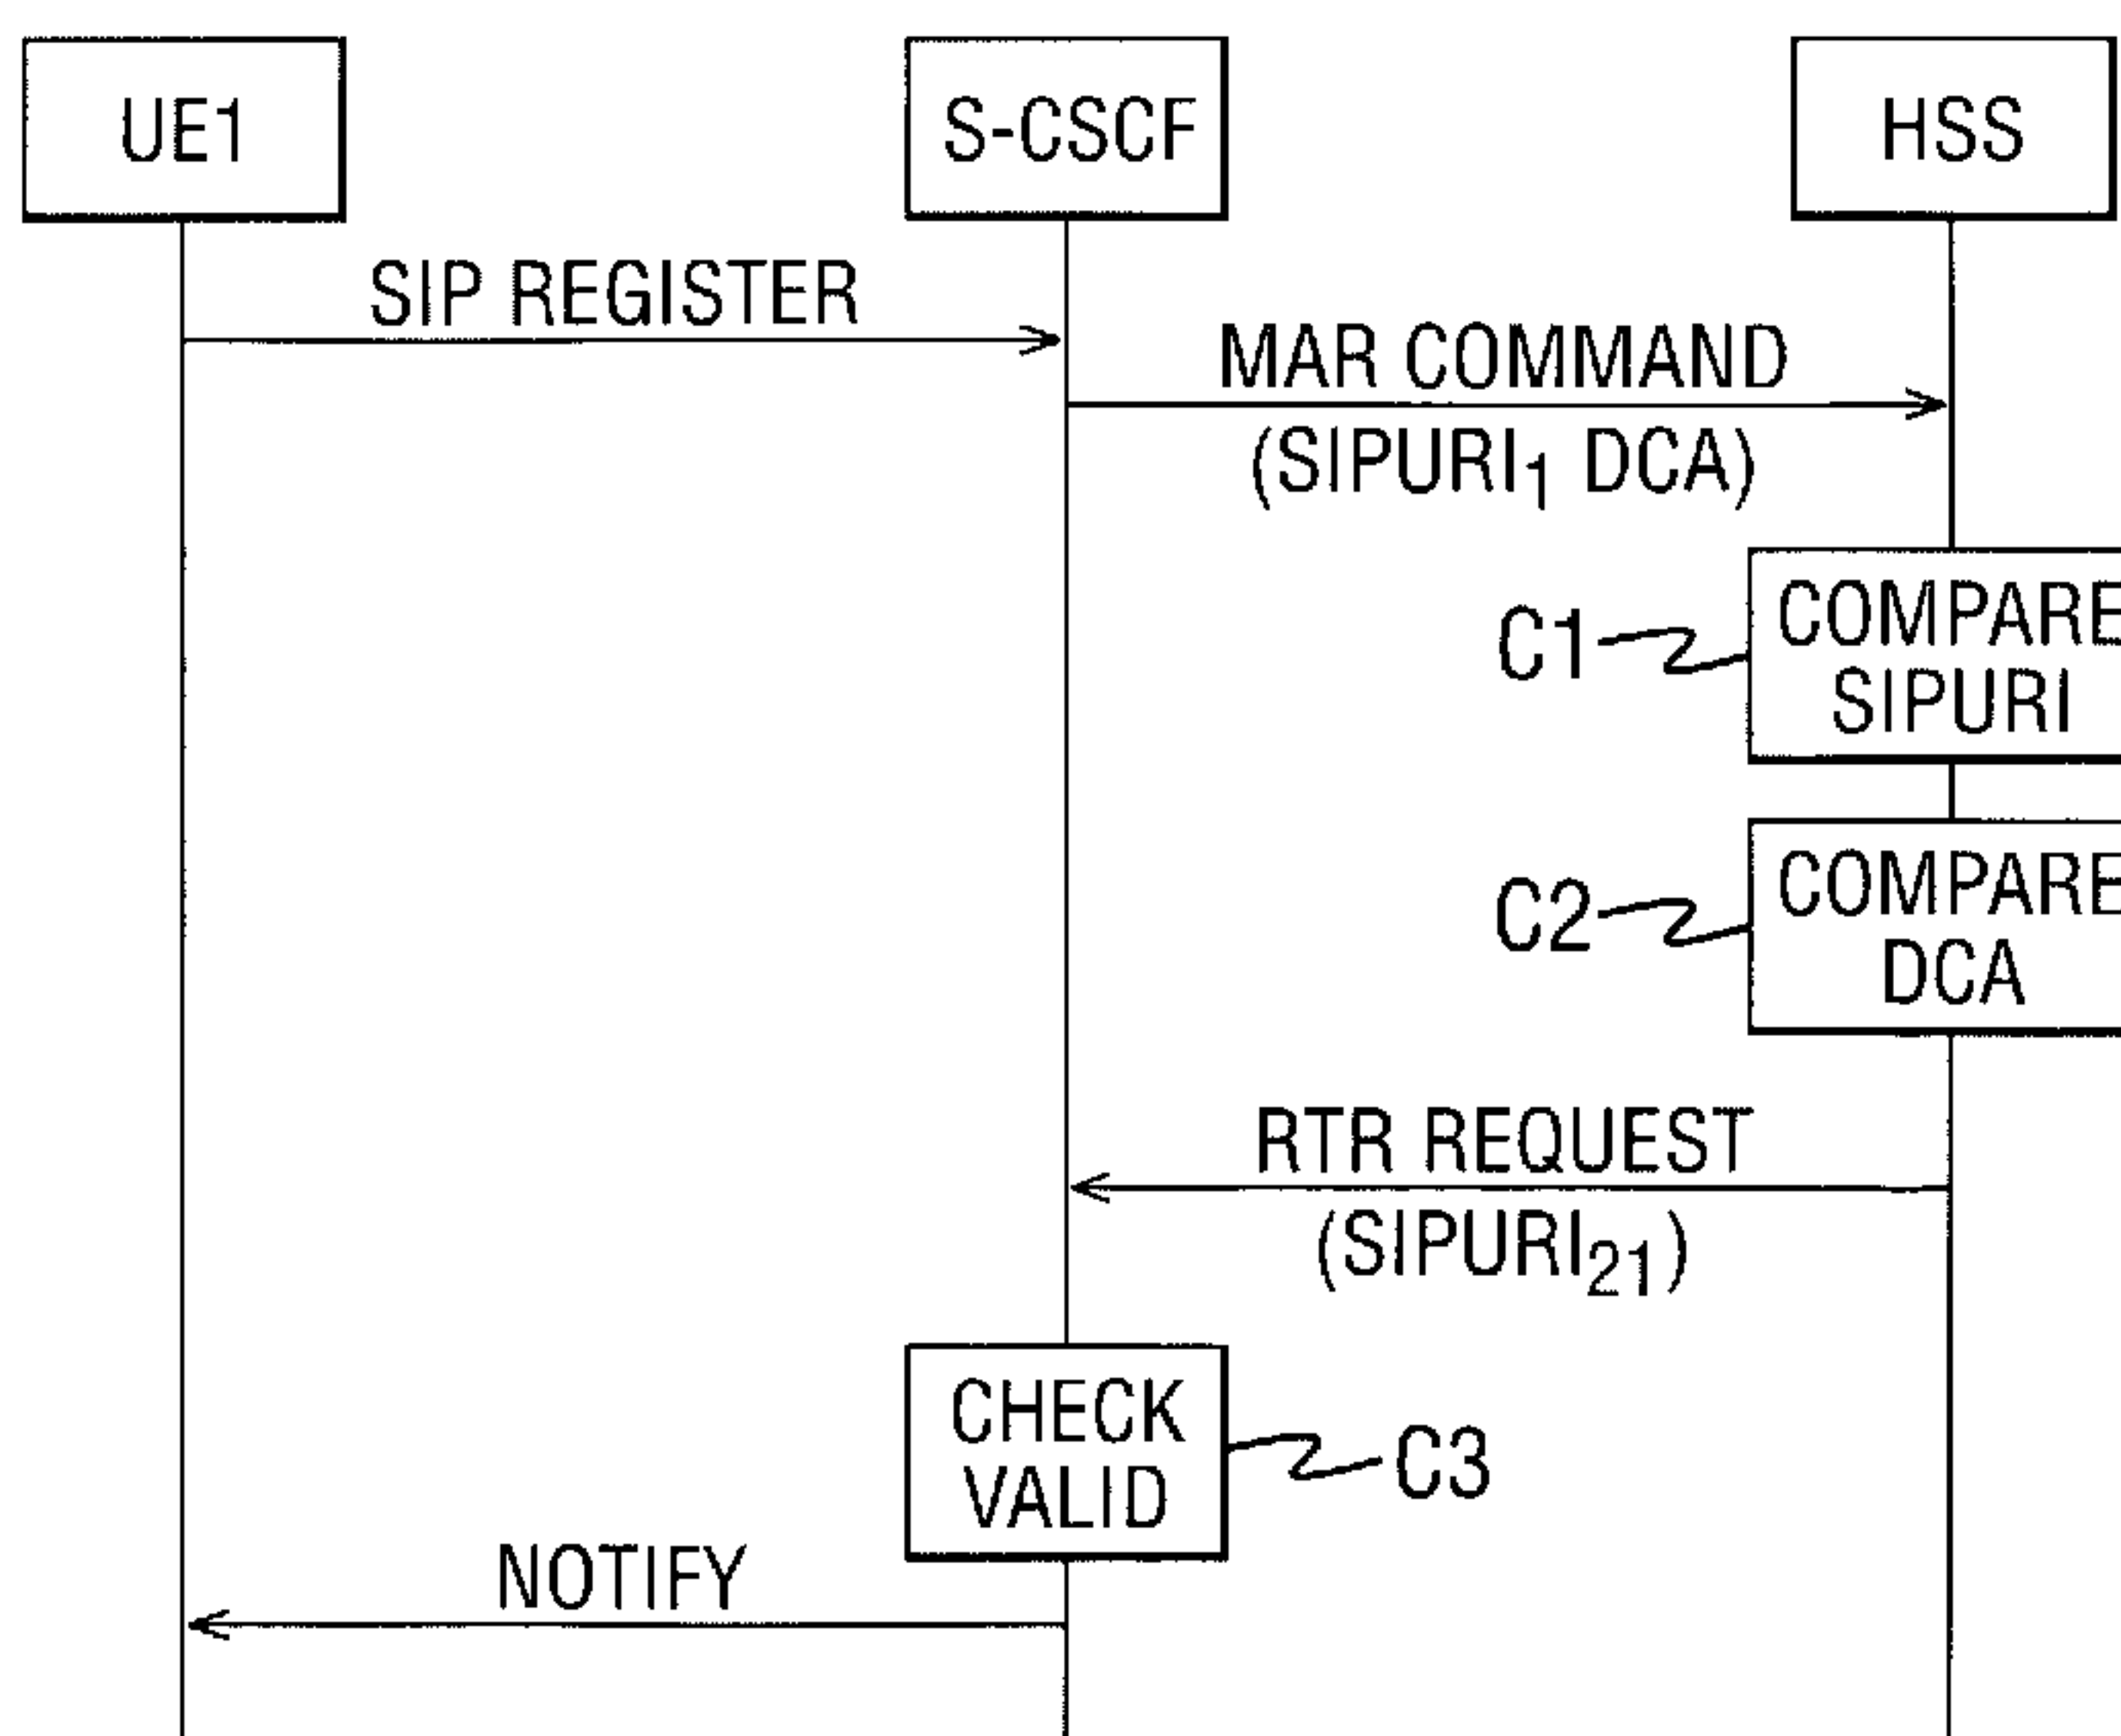 UE1
S-CSCF
HSS
SIP REGISTER
MAR COMMAND
(SIPURI₁ DCA)
C1
COMPARE
SIPURI
C2
COMPARE
DCA
RTR REQUEST
(SIPURI₂₁)
CHECK
VALID
C3
NOTIFY